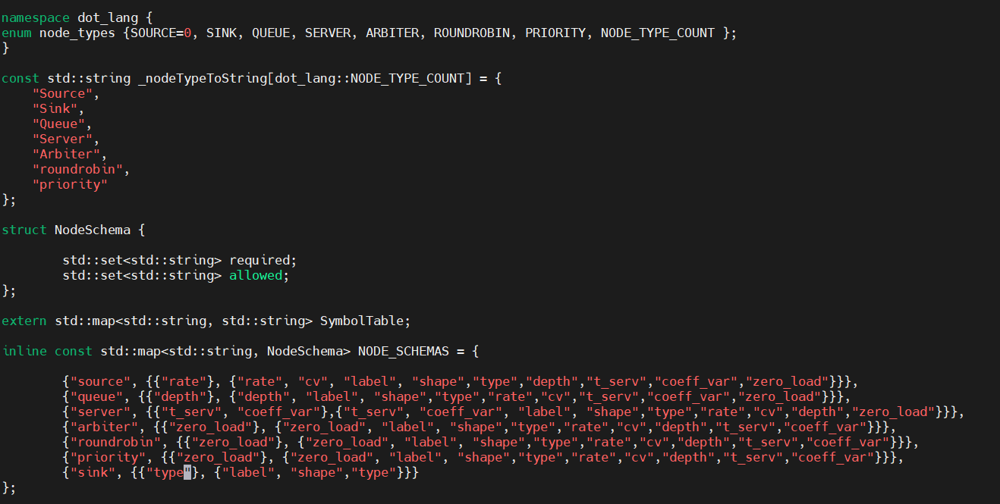 namespace dot_lang {
enum node_types {SOURCE=0, SINK, QUEUE, SERVER, ARBITER, ROUNDROBIN, PRIORITY, NODE_TYPE_COUNT };
}
const std::string _nodeTypeToString[dot_lang::NODE_TYPE_COUNT] = {
    "Source",
    "Sink",
    "Queue",
    "Server",
    "Arbiter",
    "roundrobin",
    "priority"
};
struct NodeSchema {
        std::set<std::string> required;
        std::set<std::string> allowed;
};
extern std::map<std::string, std::string> SymbolTable;
inline const std::map<std::string, NodeSchema> NODE_SCHEMAS = {
        {"source", {{"rate"}, {"rate", "cv", "label", "shape","type","depth","t_serv","coeff_var","zero_load"}}},
        {"queue", {{"depth"}, {"depth", "label", "shape","type","rate","cv","t_serv","coeff_var","zero_load"}}},
        {"server", {{"t_serv", "coeff_var"},{"t_serv", "coeff_var", "label", "shape","type","rate","cv","depth","zero_load"}}},
        {"arbiter", {{"zero_load"}, {"zero_load", "label", "shape","type","rate","cv","depth","t_serv","coeff_var"}}},
        {"roundrobin", {{"zero_load"}, {"zero_load", "label", "shape","type","rate","cv","depth","t_serv","coeff_var"}}},
        {"priority", {{"zero_load"}, {"zero_load", "label", "shape","type","rate","cv","depth","t_serv","coeff_var"}}},
        {"sink", {{"type"}, {"label", "shape","type"}}}
};